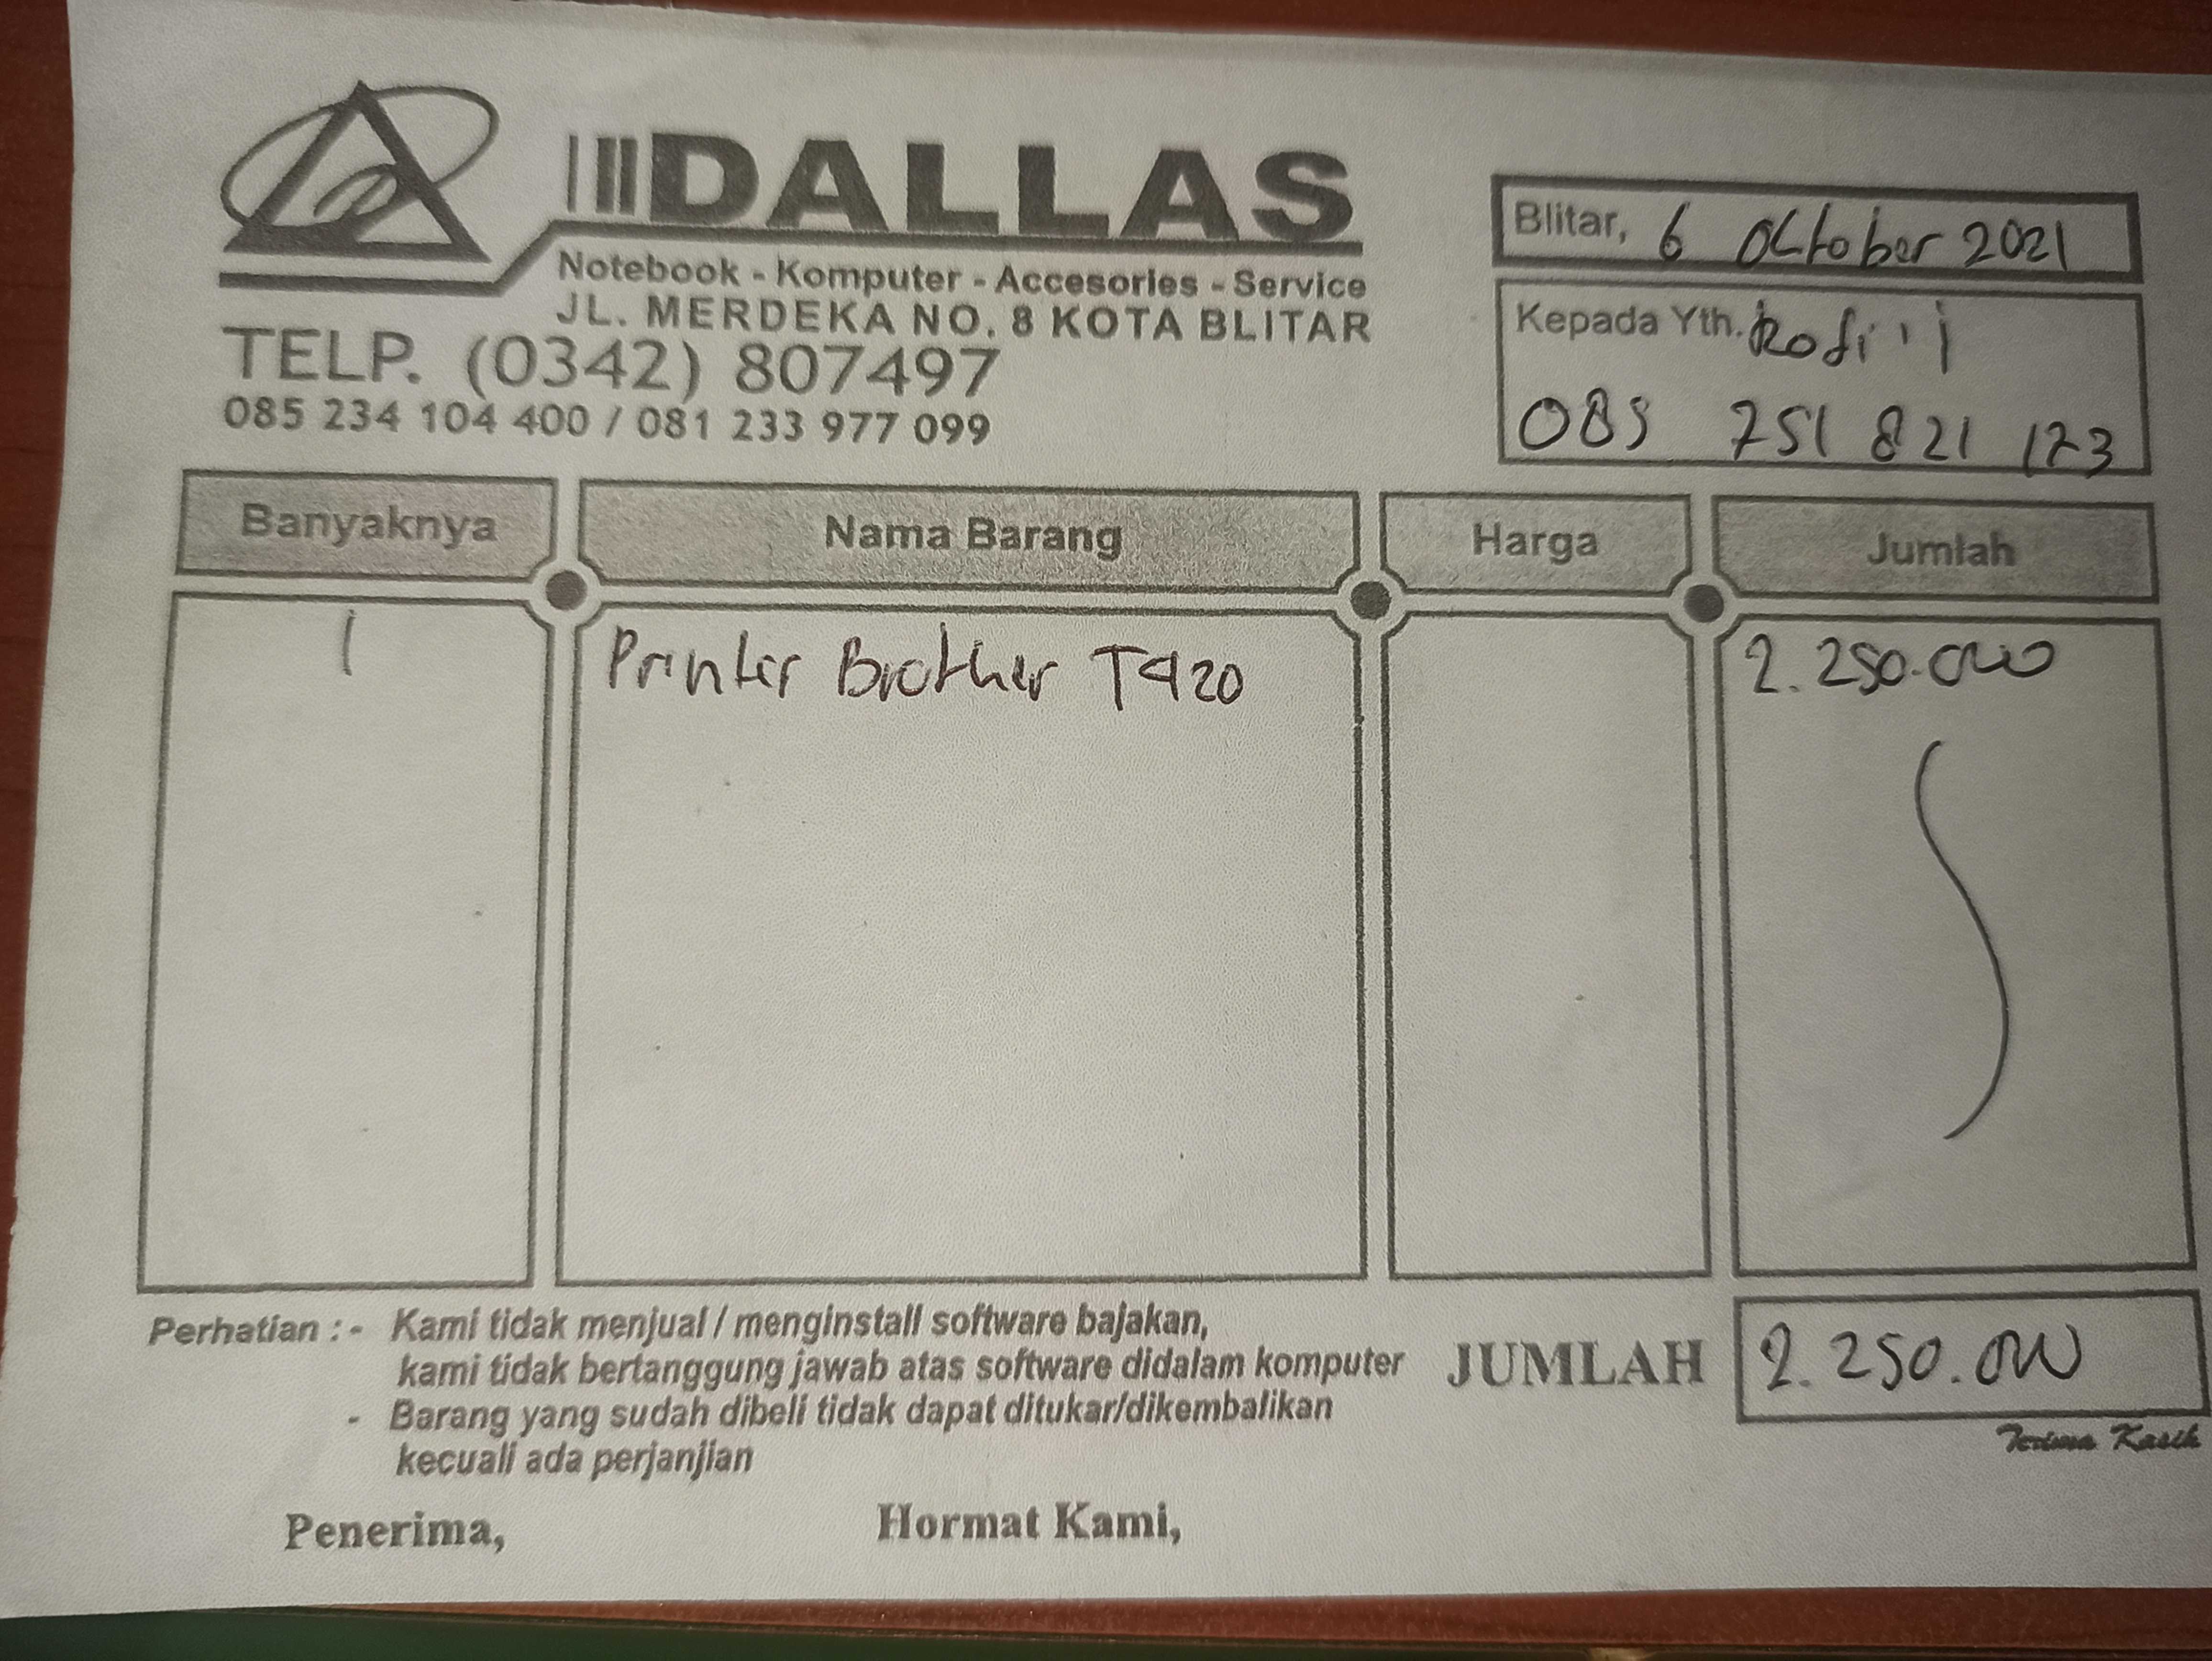 DALLAS
Notebook - Komputer - Accesories - Service
JL. MERDEKA NO. 8 KOTA BLITAR
TELP. (0342) 807497
085 234 104 400 / 081 233 977 099
Blitar, 6 Oktober 2021
Kepada Yth. Rofi'i
085 751 821 173
Banyaknya Nama Barang Harga Jumlah
1 Printer Brother T420 2.250.000
Perhatian : - Kami tidak menjual / menginstall software bajakan,
kami tidak bertanggung jawab atas software didalam komputer
- Barang yang sudah dibeli tidak dapat ditukar/dikembalikan
kecuali ada perjanjian
JUMLAH 2.250.000
Terima Kasih
Penerima, Hormat Kami,